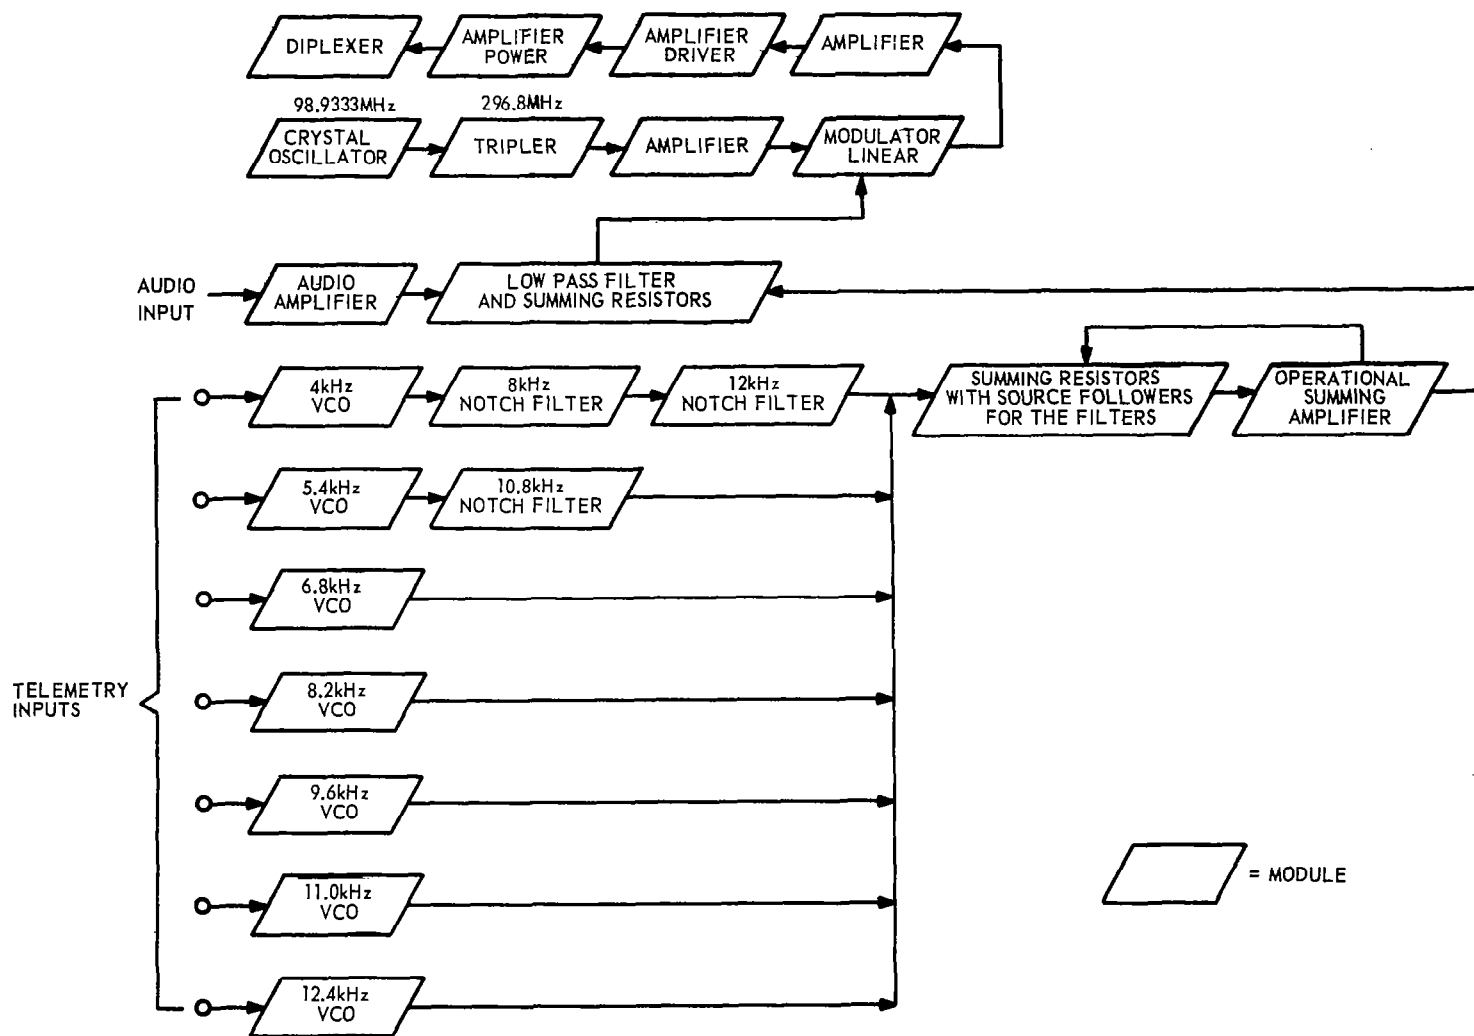 DIPLEXER
AMPLIFIER
POWER
AMPLIFIER
DRIVER
AMPLIFIER
98.9333MHz
CRYSTAL
OSCILLATOR
296.8MHz
TRIPLER
AMPLIFIER
MODULATOR
LINEAR
AUDIO
INPUT
AUDIO
AMPLIFIER
LOW PASS FILTER
AND SUMMING RESISTORS
4kHz
VCO
8kHz
NOTCH FILTER
12kHz
NOTCH FILTER
SUMMING RESISTORS
WITH SOURCE FOLLOWERS
FOR THE FILTERS
OPERATIONAL
SUMMING
AMPLIFIER
5.4kHz
VCO
10.8kHz
NOTCH FILTER
6.8kHz
VCO
TELEMETRY
INPUTS
8.2kHz
VCO
9.6kHz
VCO
11.0kHz
VCO
= MODULE
12.4kHz
VCO